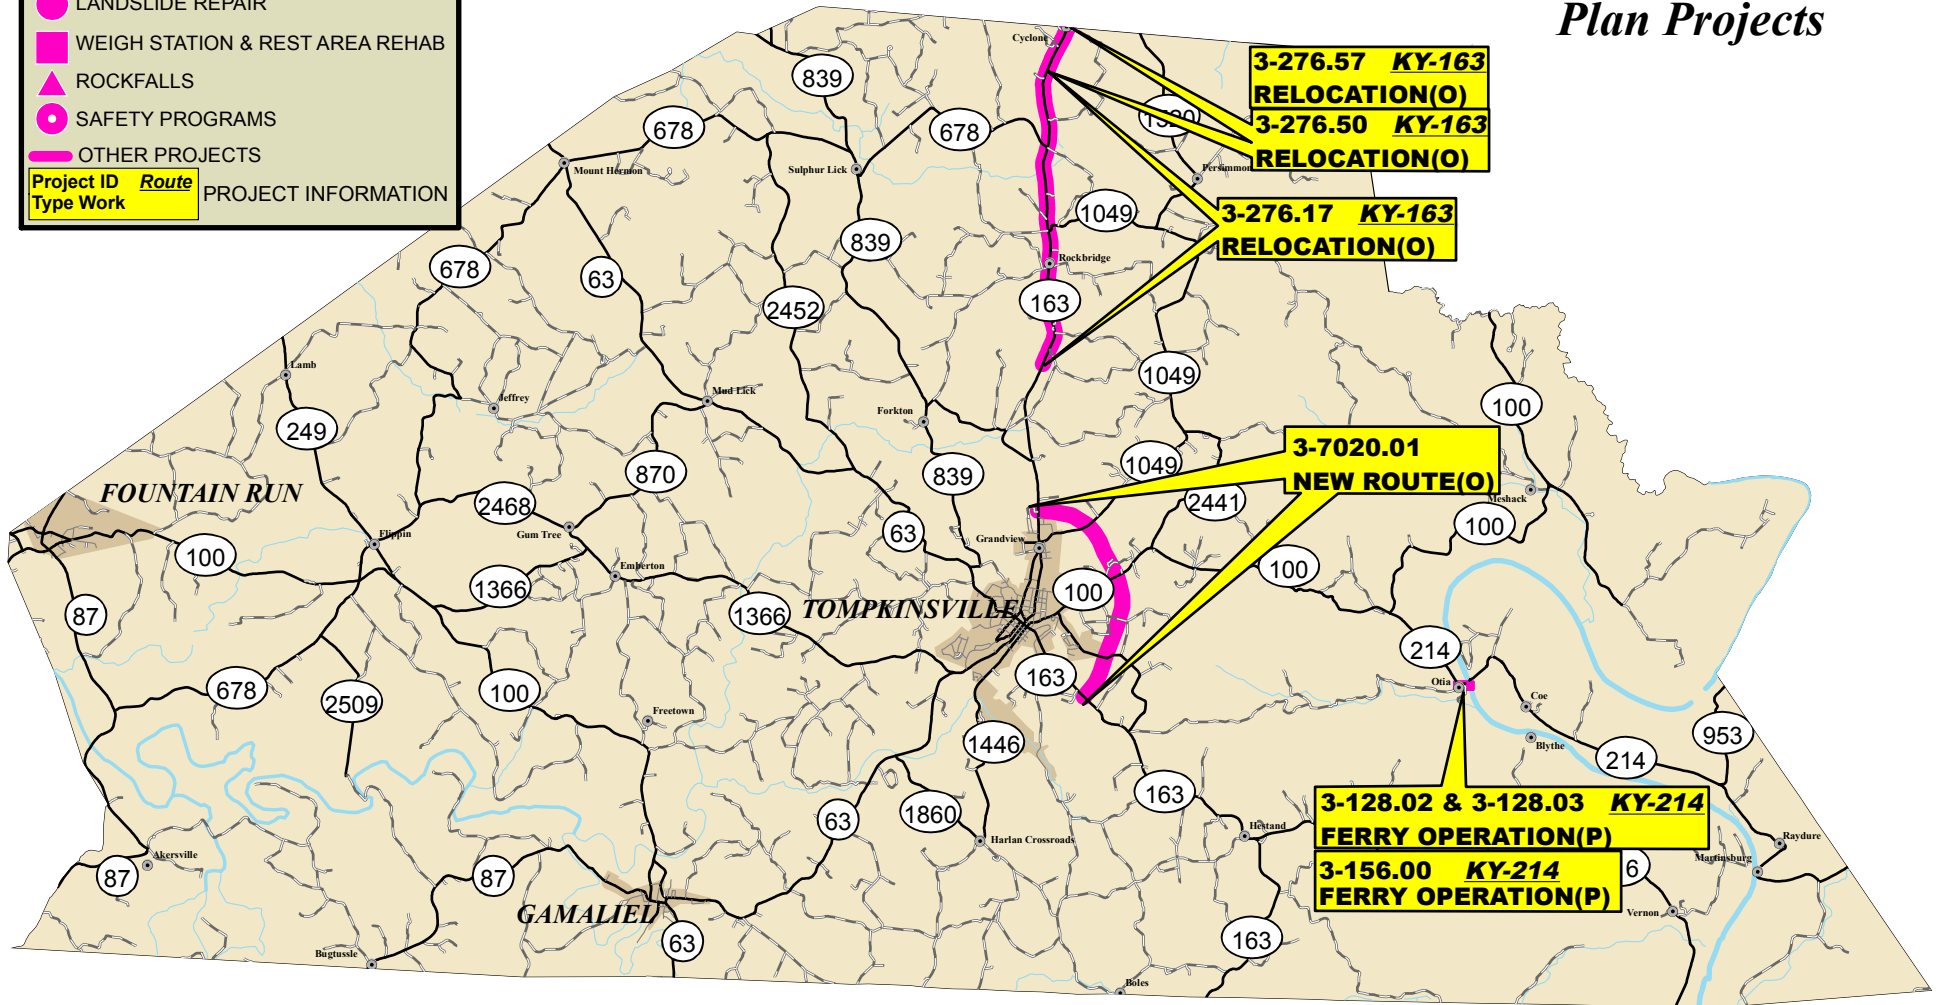 LANDSLIDE REPAIR
WEIGH STATION & REST AREA REHAB
ROCKFALLS
SAFETY PROGRAMS
OTHER PROJECTS
Project ID Route
Type Work
PROJECT INFORMATION
Plan Projects
Cyclone
3-276.57 KY-163
RELOCATION(O)
3-276.50 KY-163
RELOCATION(O)
839
678
678
Mount Hermon
Sulphur Lick
Persimmon
1049
3-276.17 KY-163
RELOCATION(O)
839
678
63
Rockbridge
2452
163
Lamb
1049
Mud Lick
Jeffrey
Forkton
100
249
3-7020.01
NEW ROUTE(O)
1049
870
839
FOUNTAIN RUN
2468
2441
Meshack
100
Gum Tree
63
Flippin
Grandview
100
100
Emberton
1366
100
1366
TOMPKINSVILLE
87
214
163
Otia
678
100
2509
Coe
Freetown
953
1446
Blythe
214
163
3-128.02 & 3-128.03 KY-214
FERRY OPERATION(P)
1860
63
Hestand
Harlan Crossroads
Raydure
Akersville
Martinsburg
3-156.00 KY-214
FERRY OPERATION(P)
6
87
87
GAMALIEL
Vernon
63
163
Bugtussle
Boles